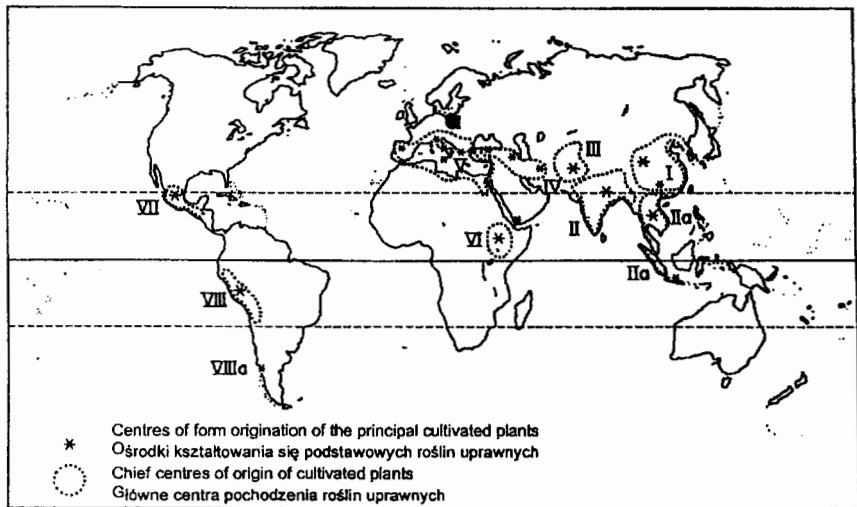 III
I
V
IV
VII
II
IIa
VI
IIa
VIII
VIIIa
Centres of form origination of the principal cultivated plants
Ośrodki kształtowania się podstawowych roślin uprawnych
Chief centres of origin of cultivated plants
Główne centra pochodzenia roślin uprawnych